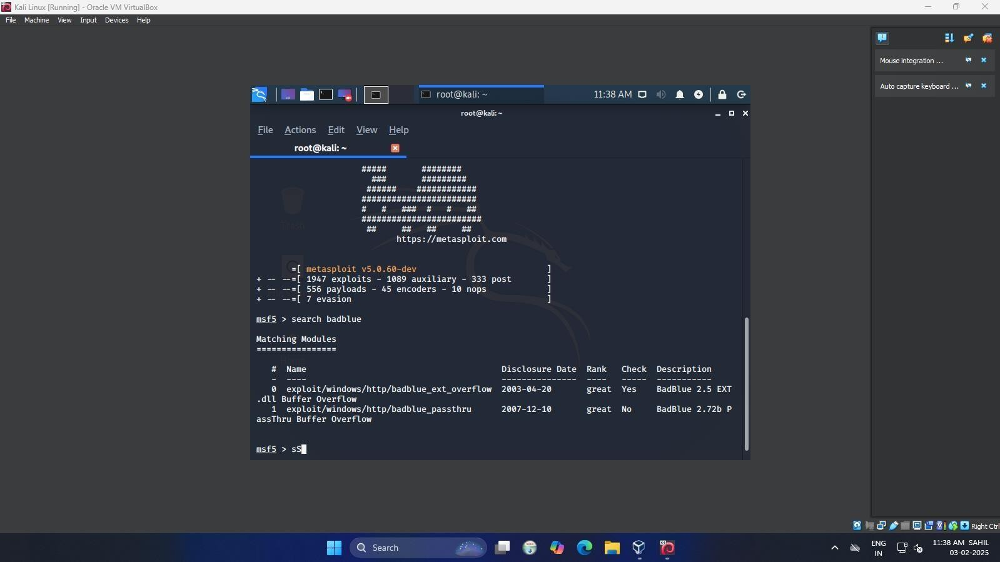 Kali Linux [Running] - Oracle VM VirtualBox
File Machine View Input Devices Help
Mouse integration ...
Auto capture keyboard ...
root@kali: ~ 11:38 AM
root@kali: ~
File Actions Edit View Help
root@kali: ~
##### ########
### #########
###### ############
#######################
# # ### # # ##
########################
## ## ## ##
https://metasploit.com
=[ metasploit v5.0.60-dev ]
+ -- --=[ 1947 exploits - 1089 auxiliary - 333 post ]
+ -- --=[ 556 payloads - 45 encoders - 10 nops ]
+ -- --=[ 7 evasion ]
msf5 > search badblue
Matching Modules
================
# Name Disclosure Date Rank Check Description
- ---- --------------- ---- ----- -----------
0 exploit/windows/http/badblue_ext_overflow 2003-04-20 great Yes BadBlue 2.5 EXT
.dll Buffer Overflow
1 exploit/windows/http/badblue_passthru 2007-12-10 great No BadBlue 2.72b P
assThru Buffer Overflow
msf5 > sS
Trash
Home
Right Ctrl
Search
ENG
IN
11:38 AM SAHIL
03-02-2025